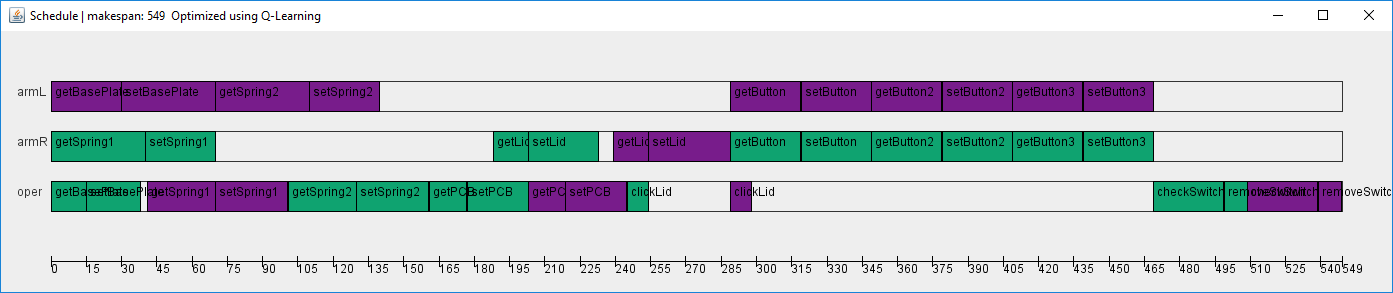 Schedule | makespan: 549 Optimized using Q-Learning
armL getBasePlate setBasePlate getSpring2 setSpring2 getButton setButton getButton2 setButton2 getButton3 setButton3
armR getSpring1 setSpring1 getLid setLid getLid setLid getButton setButton getButton2 setButton2 getButton3 setButton3
oper getBasePlate setBasePlate getSpring1 setSpring1 getSpring2 setSpring2 getPCB setPCB getPCB setPCB clickLid clickLid checkSwitch removeSwitch checkSwitch removeSwitch
0 15 30 45 60 75 90 105 120 135 150 165 180 195 210 225 240 255 270 285 300 315 330 345 360 375 390 405 420 435 450 465 480 495 510 525 540 549